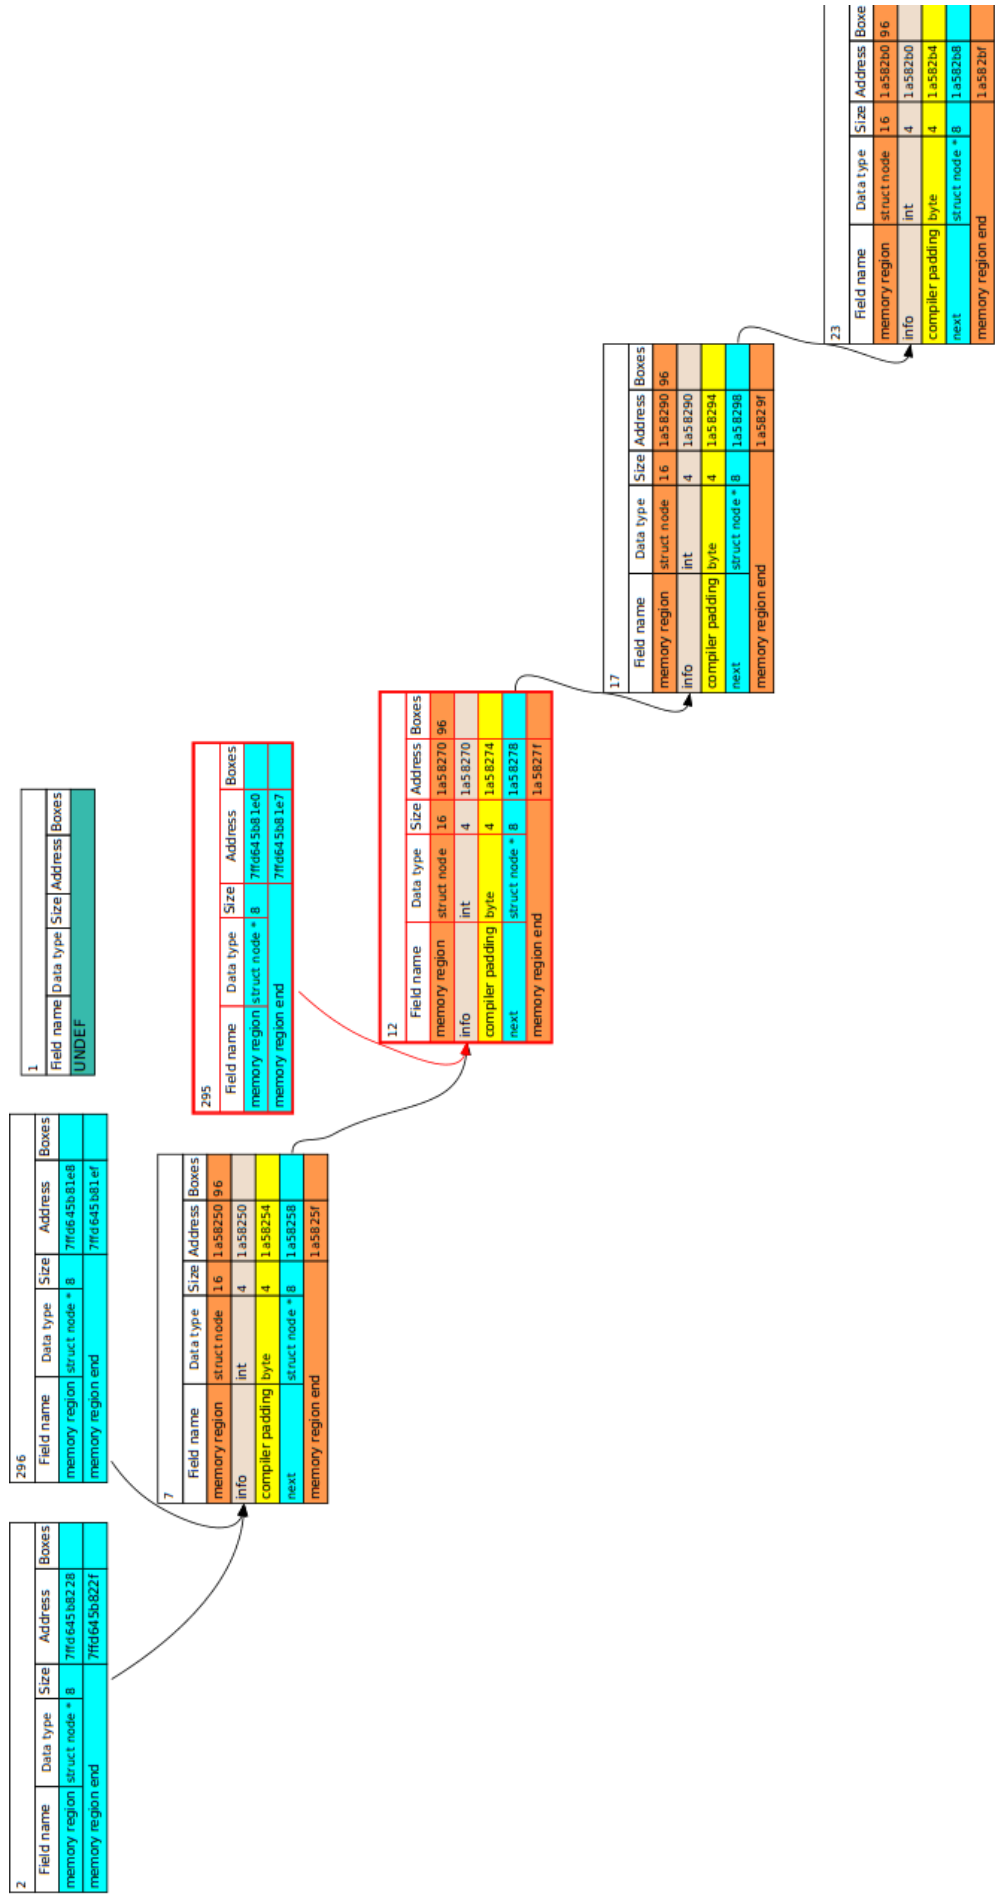 2
Field name Data type Size Address Boxes
memory region struct node * 8 7ffd645b8228
memory region end 7ffd645b822f
296
Field name Data type Size Address Boxes
memory region struct node * 8 7ffd645b81e8
memory region end 7ffd645b81ef
1
Field name Data type Size Address Boxes
UNDEF
7
Field name Data type Size Address Boxes
memory region struct node 16 1a58250 96
info int 4 1a58250
compiler padding byte 4 1a58254
next struct node * 8 1a58258
memory region end 1a5825f
295
Field name Data type Size Address Boxes
memory region struct node * 8 7ffd645b81e0
memory region end 7ffd645b81e7
12
Field name Data type Size Address Boxes
memory region struct node 16 1a58270 96
info int 4 1a58270
compiler padding byte 4 1a58274
next struct node * 8 1a58278
memory region end 1a5827f
17
Field name Data type Size Address Boxes
memory region struct node 16 1a58290 96
info int 4 1a58290
compiler padding byte 4 1a58294
next struct node * 8 1a58298
memory region end 1a5829f
23
Field name Data type Size Address Boxe
memory region struct node 16 1a582b0 96
info int 4 1a582b0
compiler padding byte 4 1a582b4
next struct node * 8 1a582b8
memory region end 1a582bf